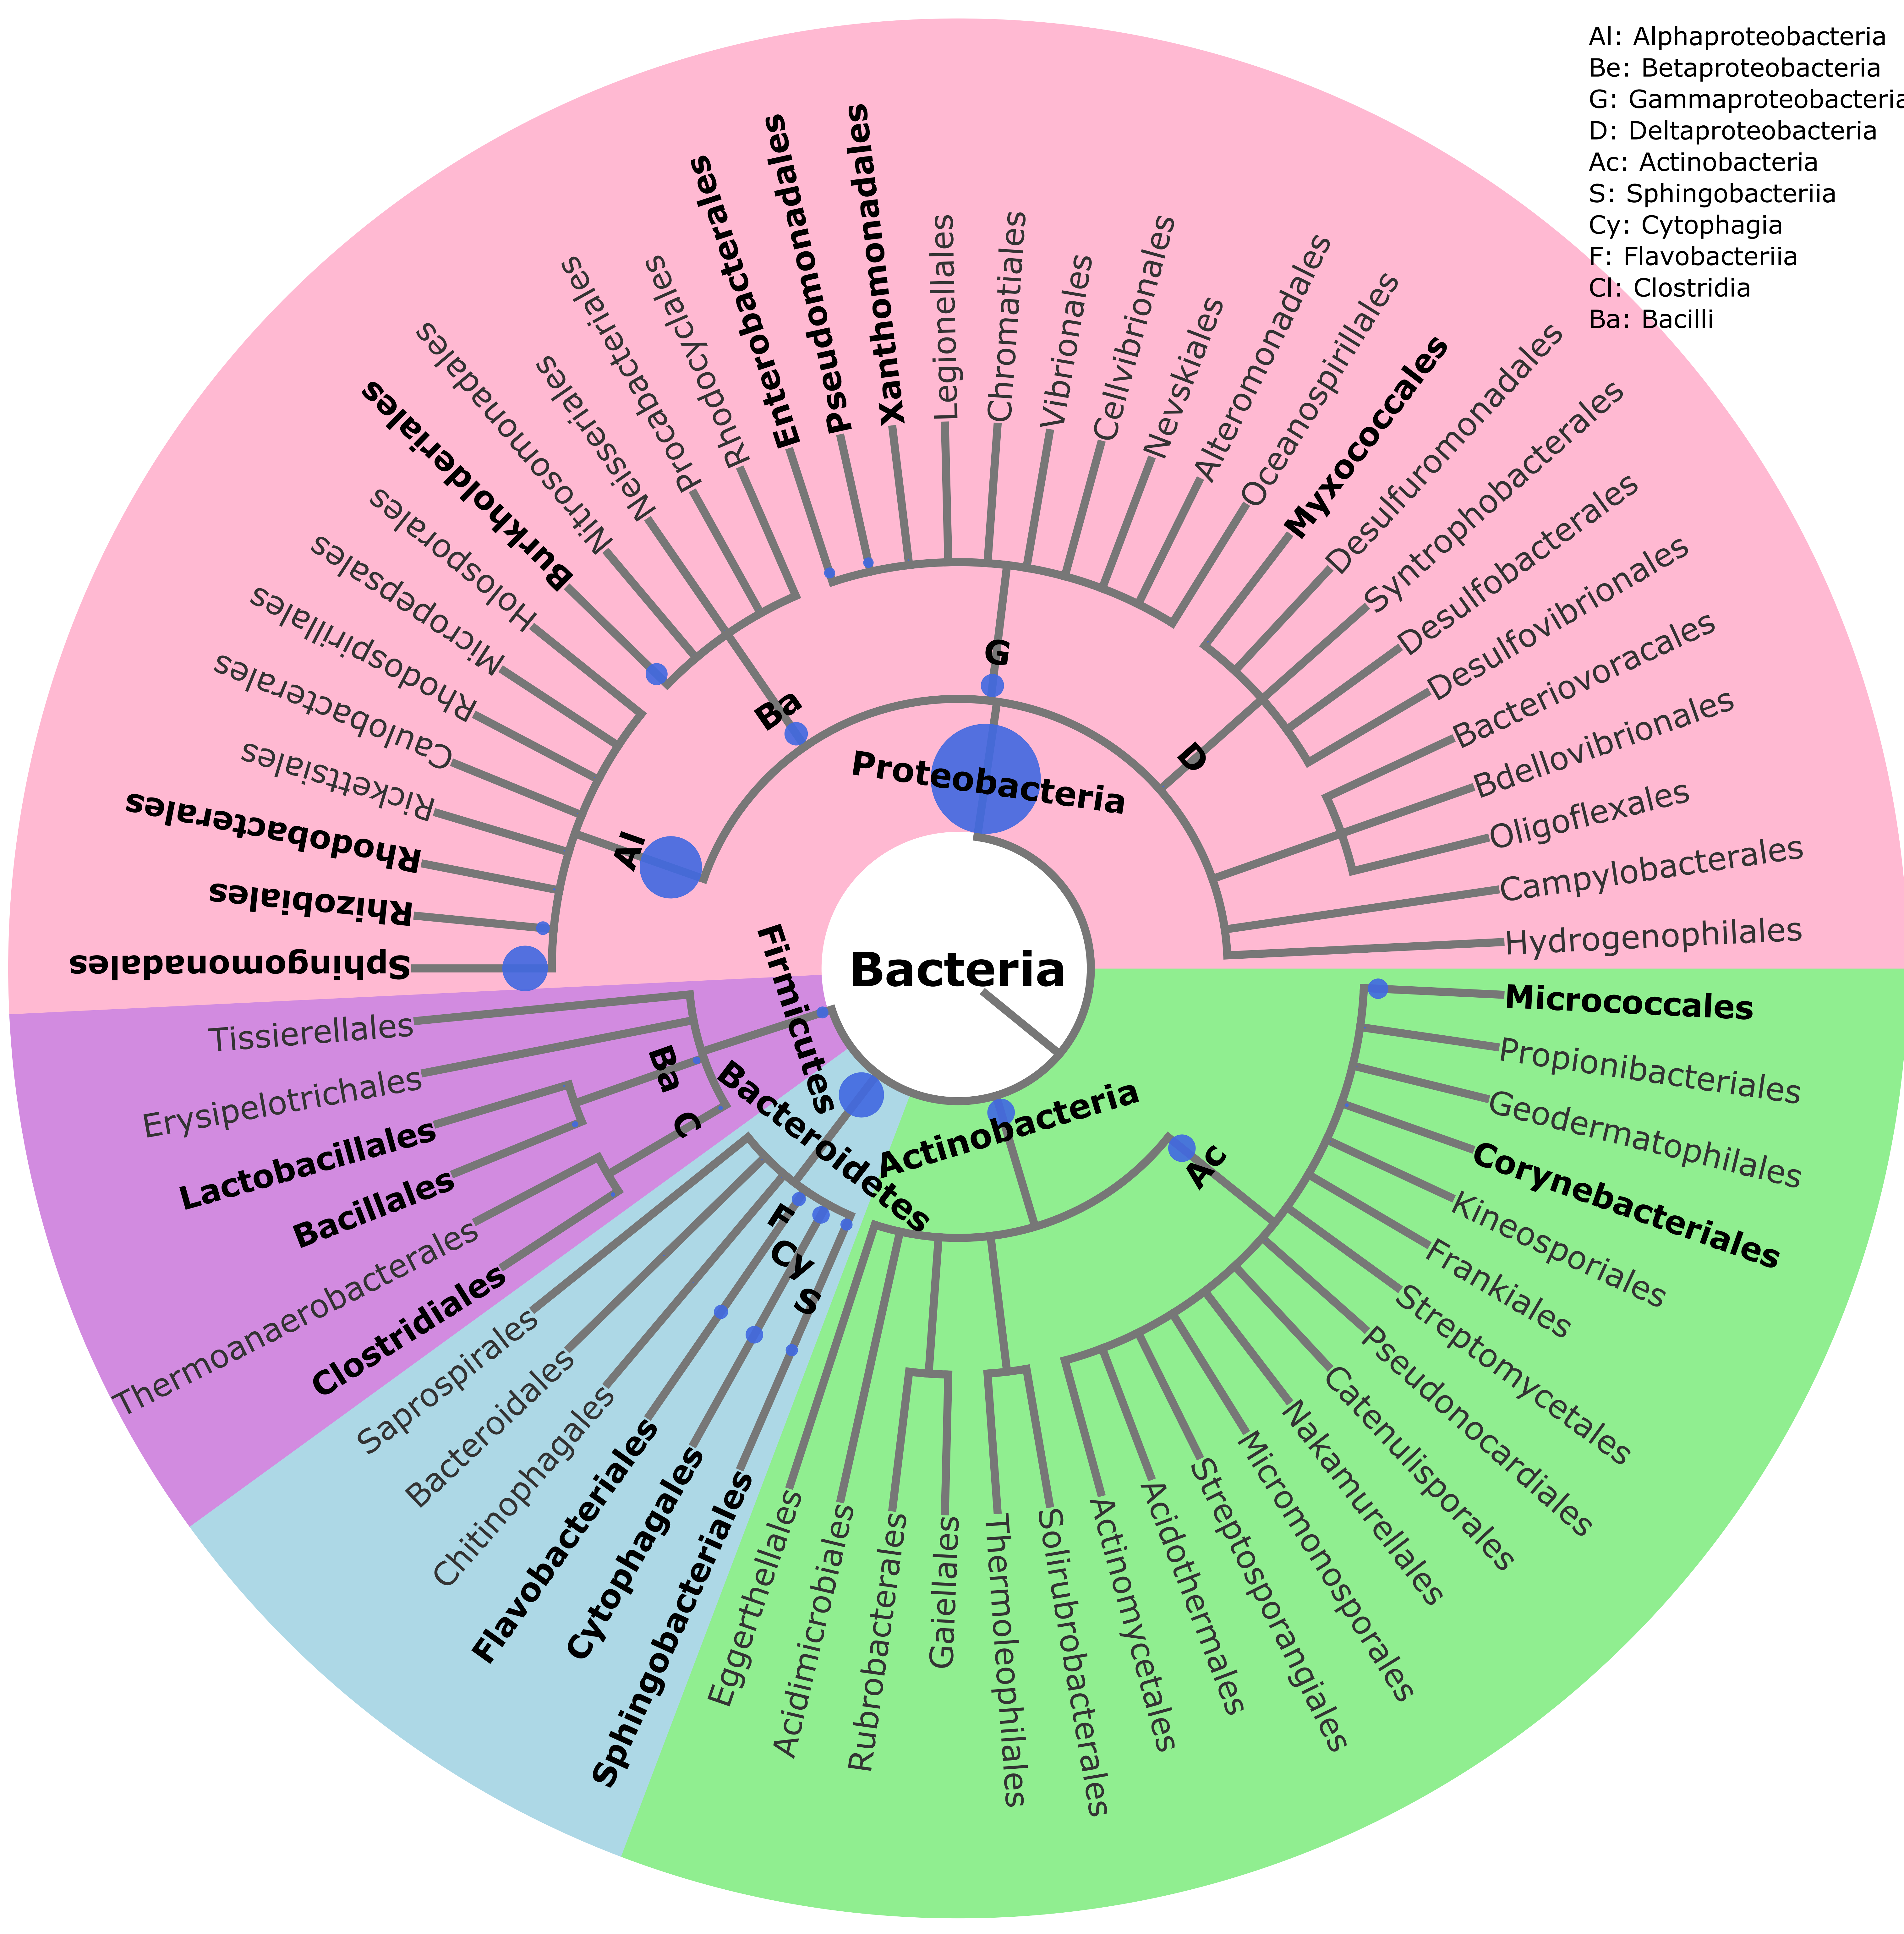 Al: Alphaproteobacteria
Be: Betaproteobacteria
G: Gammaproteobacteria
D: Deltaproteobacteria
Ac: Actinobacteria
S: Sphingobacteriia
Cy: Cytophagia
F: Flavobacteriia
Cl: Clostridia
Ba: Bacilli
Bacteria
Proteobacteria
Al
Sphingomonadales
Rhizobiales
Rhodobacterales
Rickettsiales
Caulobacterales
Rhodospirillales
Micropepsales
Holosporales
Ba
Burkholderiales
Nitrosomonadales
Neisseriales
Procabacteriales
Rhodocyclales
G
Enterobacterales
Pseudomonadales
Xanthomonadales
Legionellales
Chromatiales
Vibrionales
Cellvibrionales
Nevskiales
Alteromonadales
Oceanospirillales
D
Myxococcales
Desulfuromonadales
Syntrophobacterales
Desulfobacterales
Desulfovibrionales
Bacteriovoracales
Bdellovibrionales
Oligoflexales
Campylobacterales
Hydrogenophilales
Actinobacteria
Ac
Micrococcales
Propionibacteriales
Geodermatophilales
Corynebacteriales
Kineosporiales
Frankiales
Streptomycetales
Pseudonocardiales
Catenulisporales
Nakamurellales
Micromonosporales
Streptosporangiales
Acidothermales
Actinomycetales
Solirubrobacterales
Thermoleophilales
Gaiellales
Rubrobacterales
Acidimicrobiales
Eggerthellales
Bacteroidetes
S
Cy
F
Sphingobacteriales
Cytophagales
Flavobacteriales
Chitinophagales
Bacteroidales
Saprospirales
Firmicutes
C
Ba
Clostridiales
Thermoanaerobacterales
Bacillales
Lactobacillales
Erysipelotrichales
Tissierellales